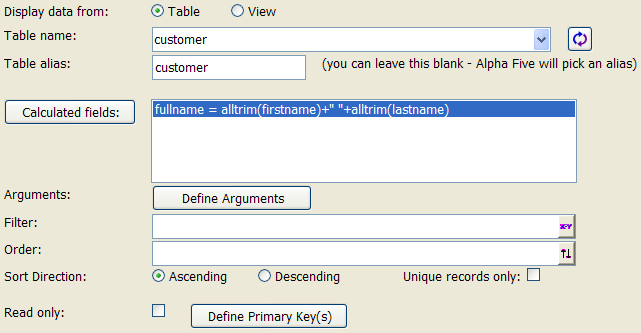 Display data from: Table View
Table name: customer
Table alias: customer (you can leave this blank - Alpha Five will pick an alias)
Calculated fields: fullname = alltrim(firstname)+" "+alltrim(lastname)
Arguments: Define Arguments
Filter: X=Y
Order:
Sort Direction: Ascending Descending Unique records only:
Read only: Define Primary Key(s)